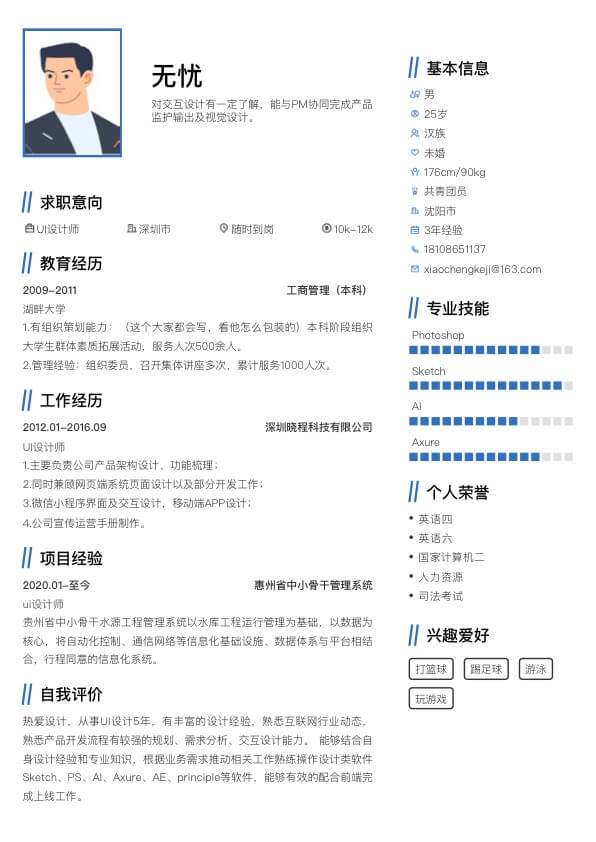 无忧
对交互设计有一定了解，能与PM协同完成产品
监护输出及视觉设计。
求职意向
UI设计师 深圳市 随时到岗 10k-12k
教育经历
2009-2011 工商管理（本科）
湖畔大学
1.有组织策划能力：（这个大家都会写，看他怎么包装的）本科阶段组织
大学生群体素质拓展活动，服务人次500余人。
2.管理经验：组织委员，召开集体讲座多次，累计服务1000人次。
工作经历
2012.01-2016.09 深圳晓程科技有限公司
UI设计师
1.主要负责公司产品架构设计、功能梳理；
2.同时兼顾网页端系统页面设计以及部分开发工作；
3.微信小程序界面及交互设计，移动端APP设计；
4.公司宣传运营手册制作。
项目经验
2020.01-至今 惠州省中小骨干管理系统
ui设计师
贵州省中小骨干水源工程管理系统以水库工程运行管理为基础，以数据为
核心，将自动化控制、通信网络等信息化基础设施、数据体系与平台相结
合，行程同意的信息化系统。
自我评价
热爱设计，从事UI设计5年，有丰富的设计经验，熟悉互联网行业动态，
熟悉产品开发流程有较强的规划、需求分析、交互设计能力。 能够结合自
身设计经验和专业知识，根据业务需求推动相关工作熟练操作设计类软件
Sketch、PS、AI、Axure、AE、principle等软件，能够有效的配合前端完
成上线工作。
基本信息
男
25岁
汉族
未婚
176cm/90kg
共青团员
沈阳市
3年经验
18108651137
xiaochengkeji@163.com
专业技能
Photoshop
Sketch
AI
Axure
个人荣誉
• 英语四
• 英语六
• 国家计算机二
• 人力资源
• 司法考试
兴趣爱好
打篮球 踢足球 游泳
玩游戏